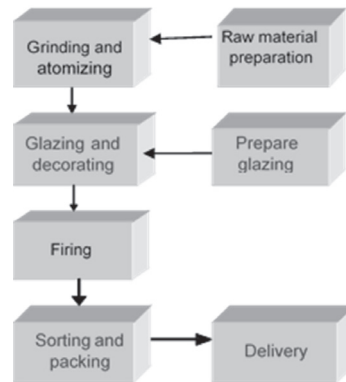 Grinding and
atomizing
Raw material
preparation
Glazing and
decorating
Prepare
glazing
Firing
Sorting and
packing
Delivery